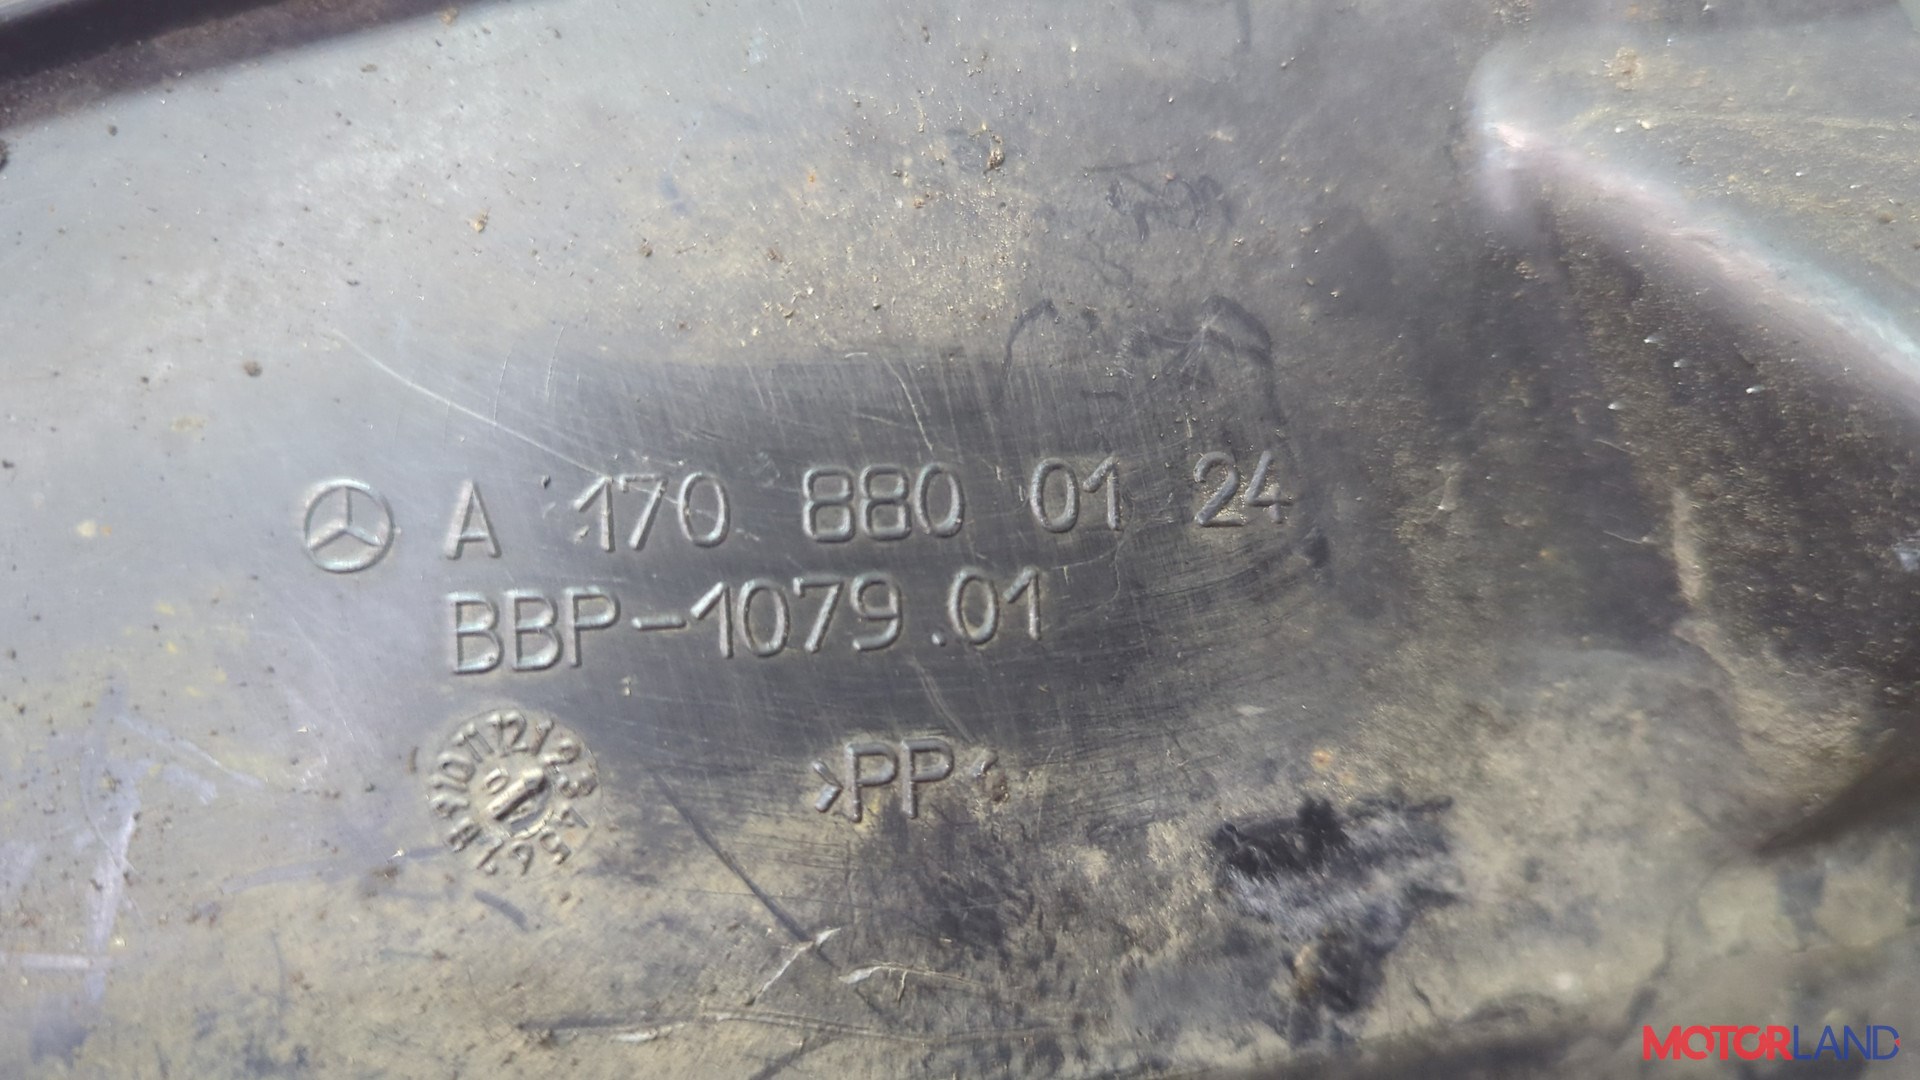 A 170 880 01 24
BBP-1079.01
>PP<
MOTORLAND